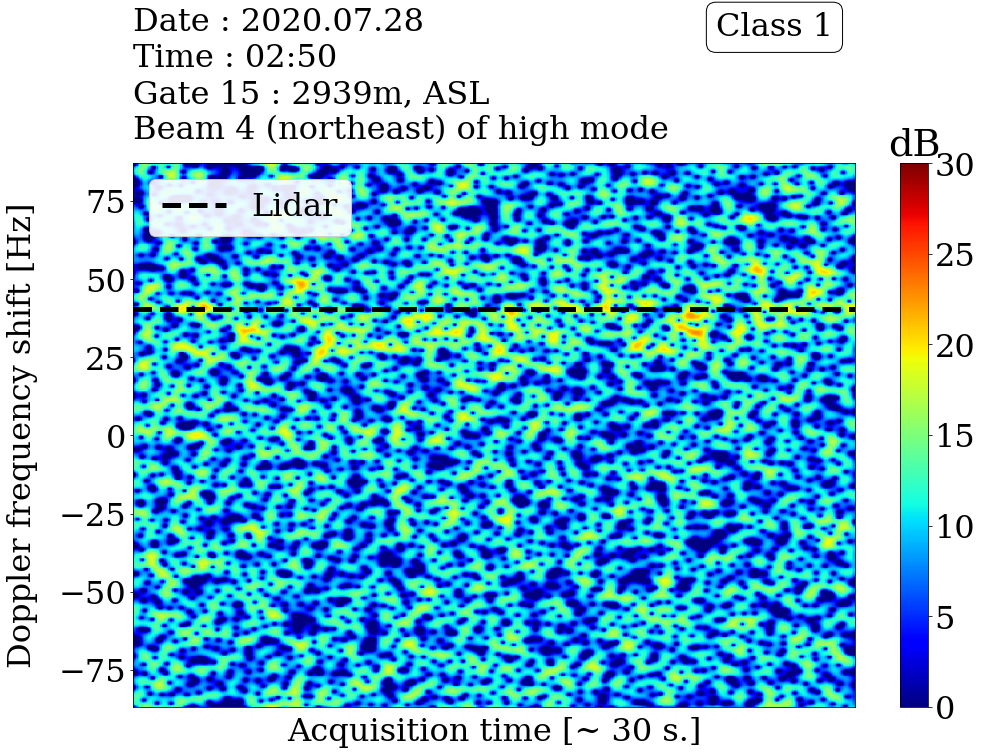 Date : 2020.07.28
Time : 02:50
Gate 15 : 2939m, ASL
Beam 4 (northeast) of high mode
Class 1
dB
Lidar
Doppler frequency shift [Hz]
75
50
25
0
−25
−50
−75
30
25
20
15
10
5
0
Acquisition time [~ 30 s.]